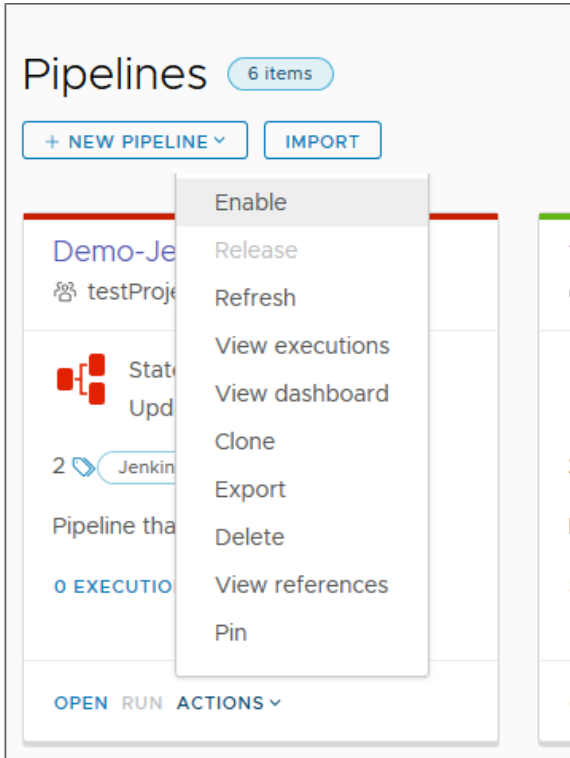 Pipelines 6 items
+ NEW PIPELINE IMPORT
Enable
Release
Refresh
View executions
View dashboard
Clone
Export
Delete
View references
Pin
Demo-Je
testProje
State
Upd
2 Jenkin
Pipeline tha
0 EXECUTIO
OPEN RUN ACTIONS